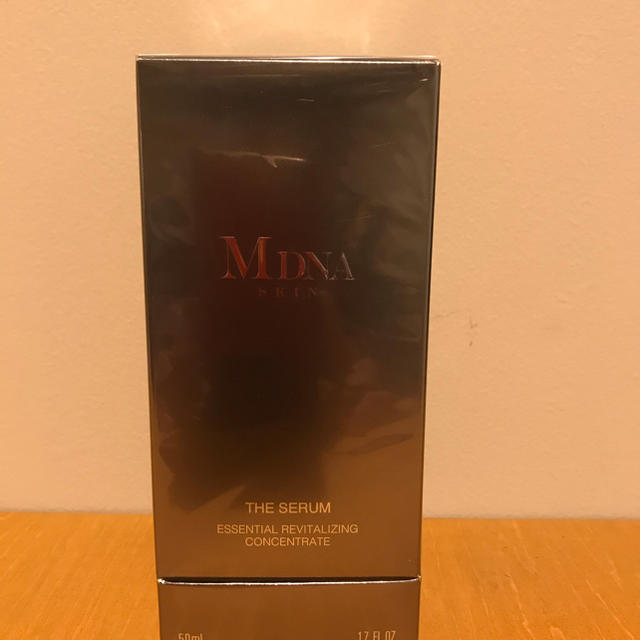 MDNA
SKIN
THE SERUM
ESSENTIAL REVITALIZING
CONCENTRATE
50ml 1.7 FL OZ